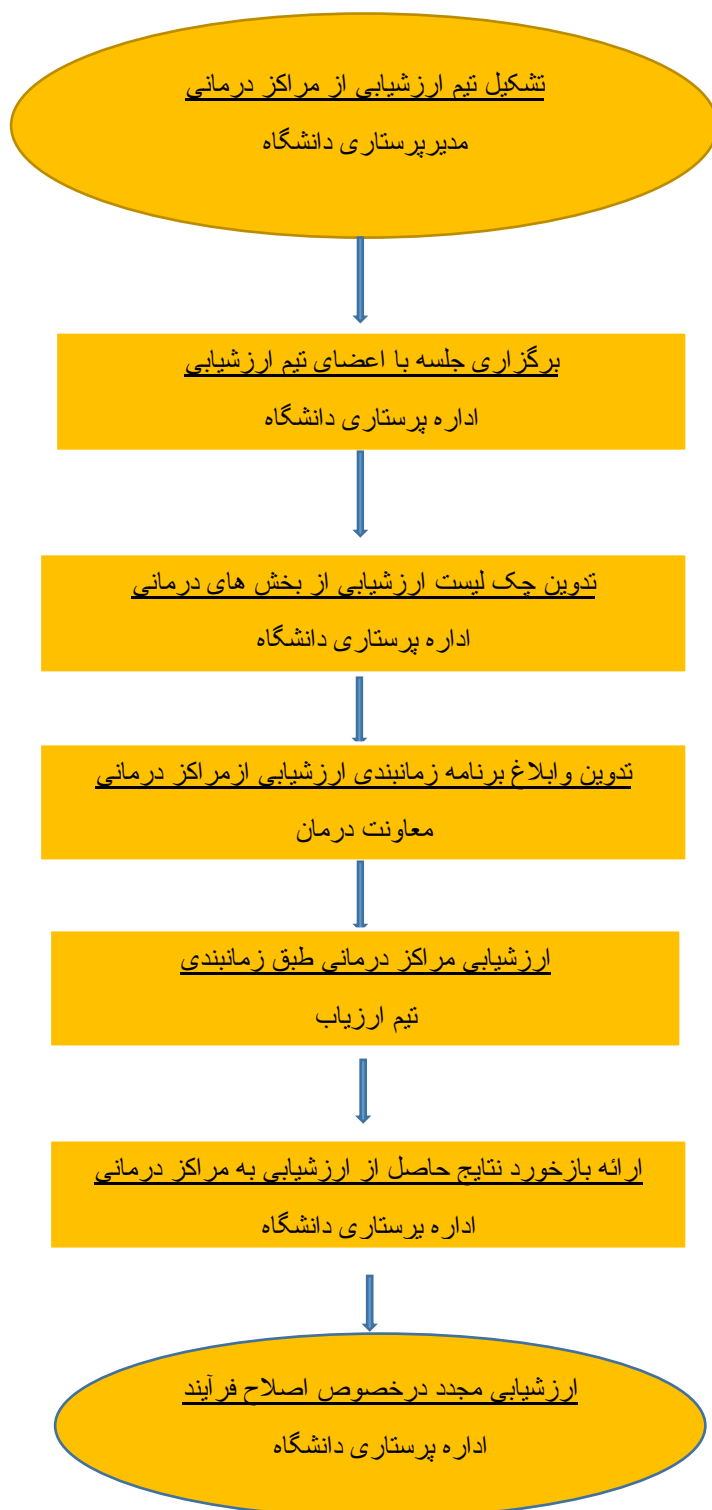 تشکیل تیم ارزشیابی از مراکز درمانی
مدیرپرستاری دانشگاه
برگزاری جلسه با اعضای تیم ارزشیابی
اداره پرستاری دانشگاه
تدوین چک لیست ارزشیابی از بخش های درمانی
اداره پرستاری دانشگاه
تدوین وابلاغ برنامه زمانبندی ارزشیابی ازمراکز درمانی
معاونت درمان
ارزشیابی مراکز درمانی طبق زمانبندی
تیم ارزیاب
ارائه بازخورد نتایج حاصل از ارزشیابی به مراکز درمانی
اداره پرستاری دانشگاه
ارزشیابی مجدد درخصوص اصلاح فرآیند
اداره پرستاری دانشگاه